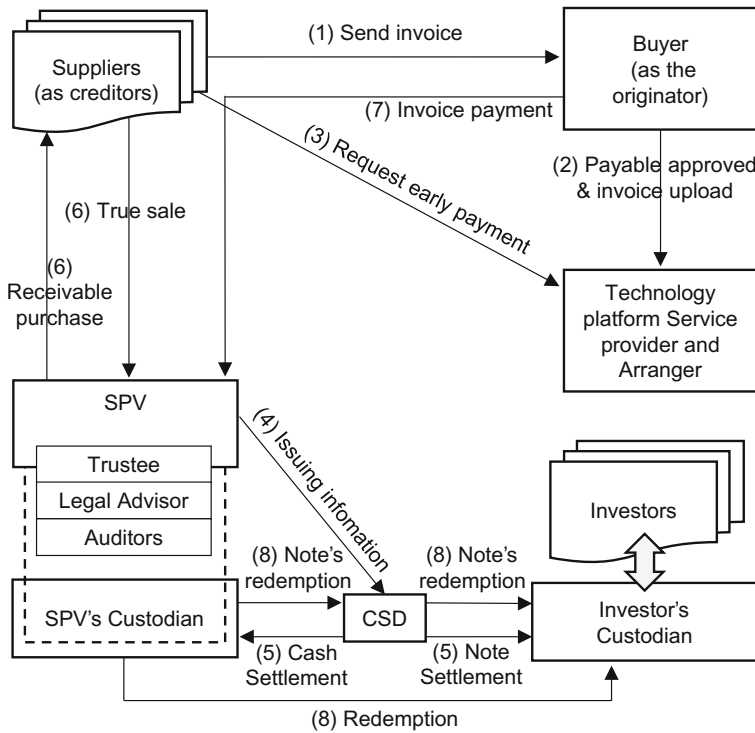 (1) Send invoice
Suppliers
(as creditors)
Buyer
(as the
originator)
(7) Invoice payment
(3) Request early payment
(2) Payable approved
& invoice upload
(6) True sale
(6)
Receivable
purchase
Technology
platform Service
provider and
Arranger
SPV
(4) Issuing infomation
Trustee
Legal Advisor
Auditors
Investors
(8) Note's
redemption
(8) Note's
redemption
SPV's Custodian
CSD
Investor's
Custodian
(5) Cash
Settlement
(5) Note
Settlement
(8) Redemption